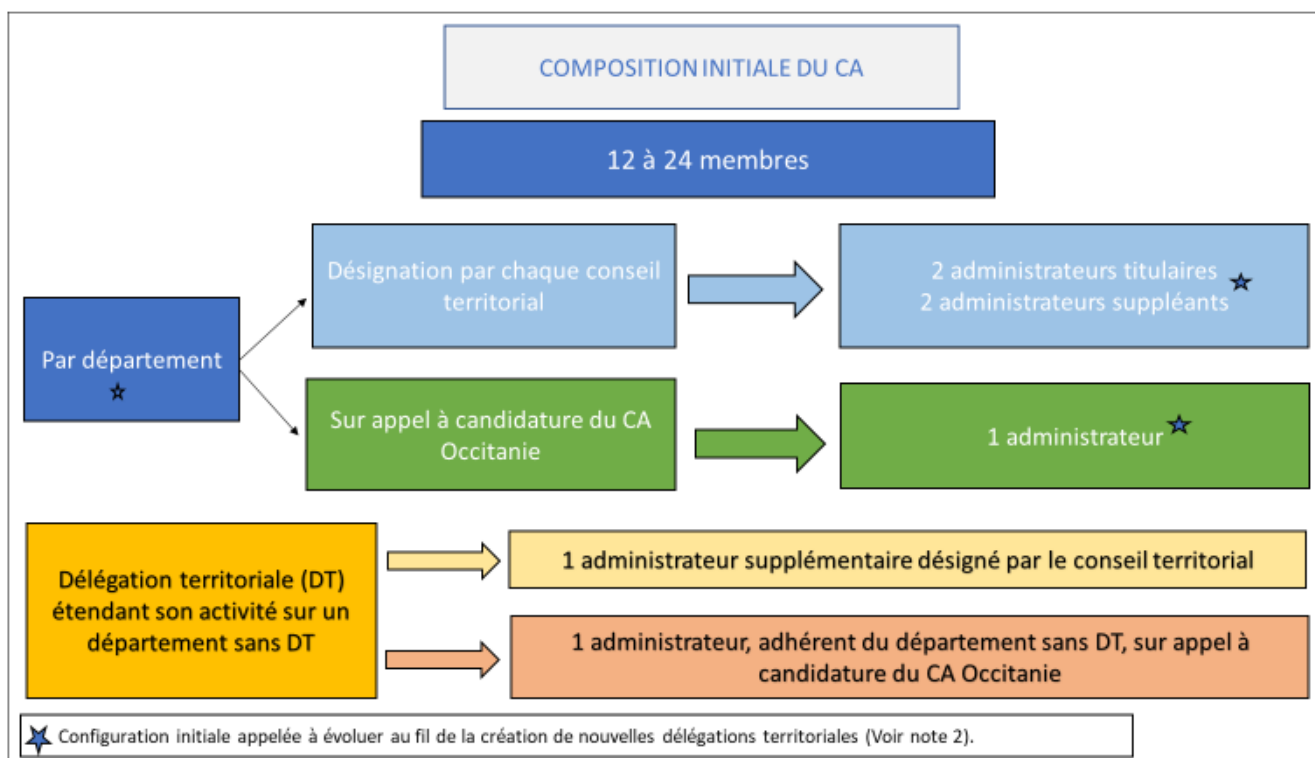 COMPOSITION INITIALE DU CA
12 à 24 membres
Désignation par chaque conseil
territorial
2 administrateurs titulaires
2 administrateurs suppléants
Par département
Sur appel à candidature du CA
Occitanie
1 administrateur
Délégation territoriale (DT)
étendant son activité sur un
département sans DT
1 administrateur supplémentaire désigné par le conseil territorial
1 administrateur, adhérent du département sans DT, sur appel à
candidature du CA Occitanie
Configuration initiale appelée à évoluer au fil de la création de nouvelles délégations territoriales (Voir note 2).